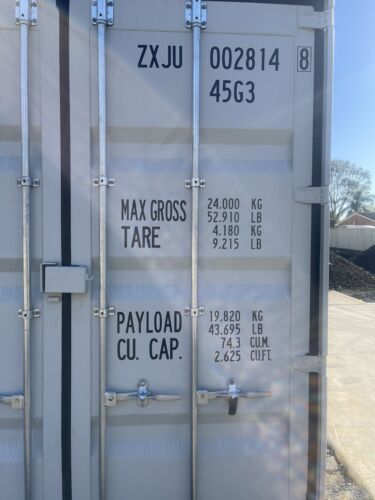 ZXJU 002814 8
45G3
MAX GROSS 24.000 KG
52.910 LB
TARE 4.180 KG
9.215 LB
PAYLOAD 19.820 KG
43.695 LB
CU. CAP. 74.3 CU.M.
2.625 CU.FT.